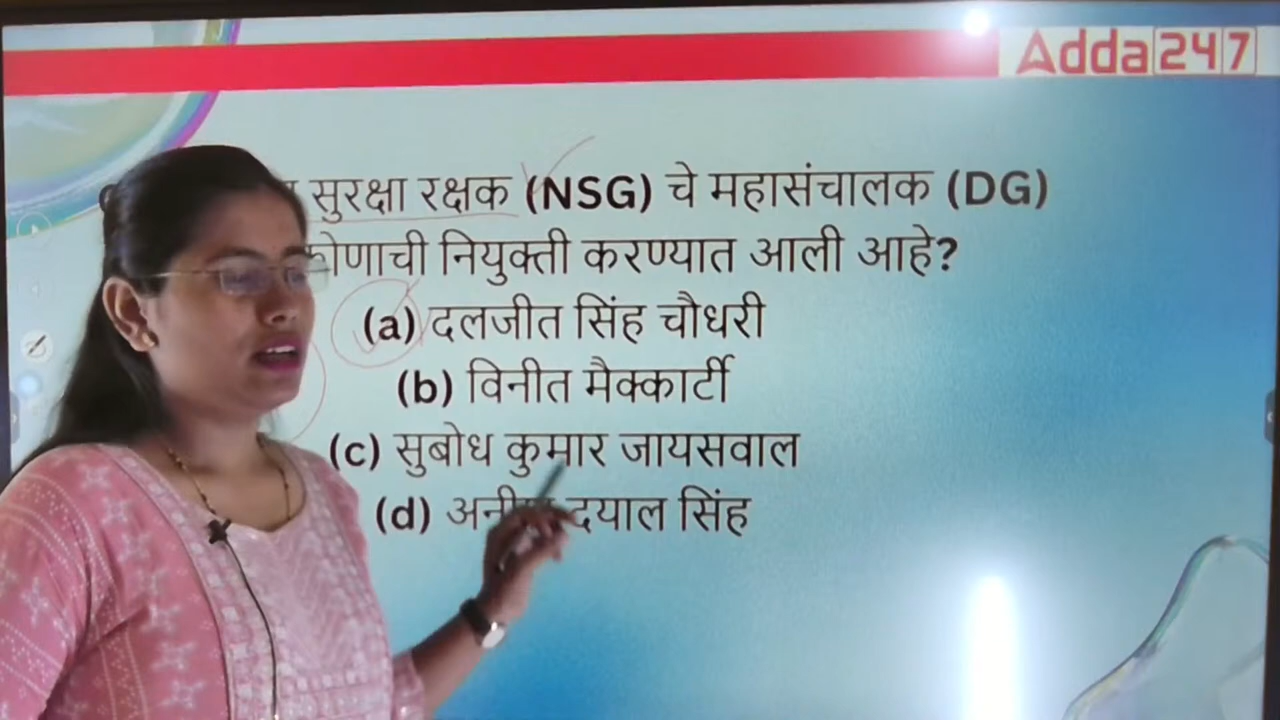 Adda247
सुरक्षा रक्षक (NSG) चे महासंचालक (DG)
कोणाची नियुक्ती करण्यात आली आहे?
(a) दलजीत सिंह चौधरी
(b) विनीत मैक्कार्टी
(c) सुबोध कुमार जायसवाल
(d) दयाल सिंह